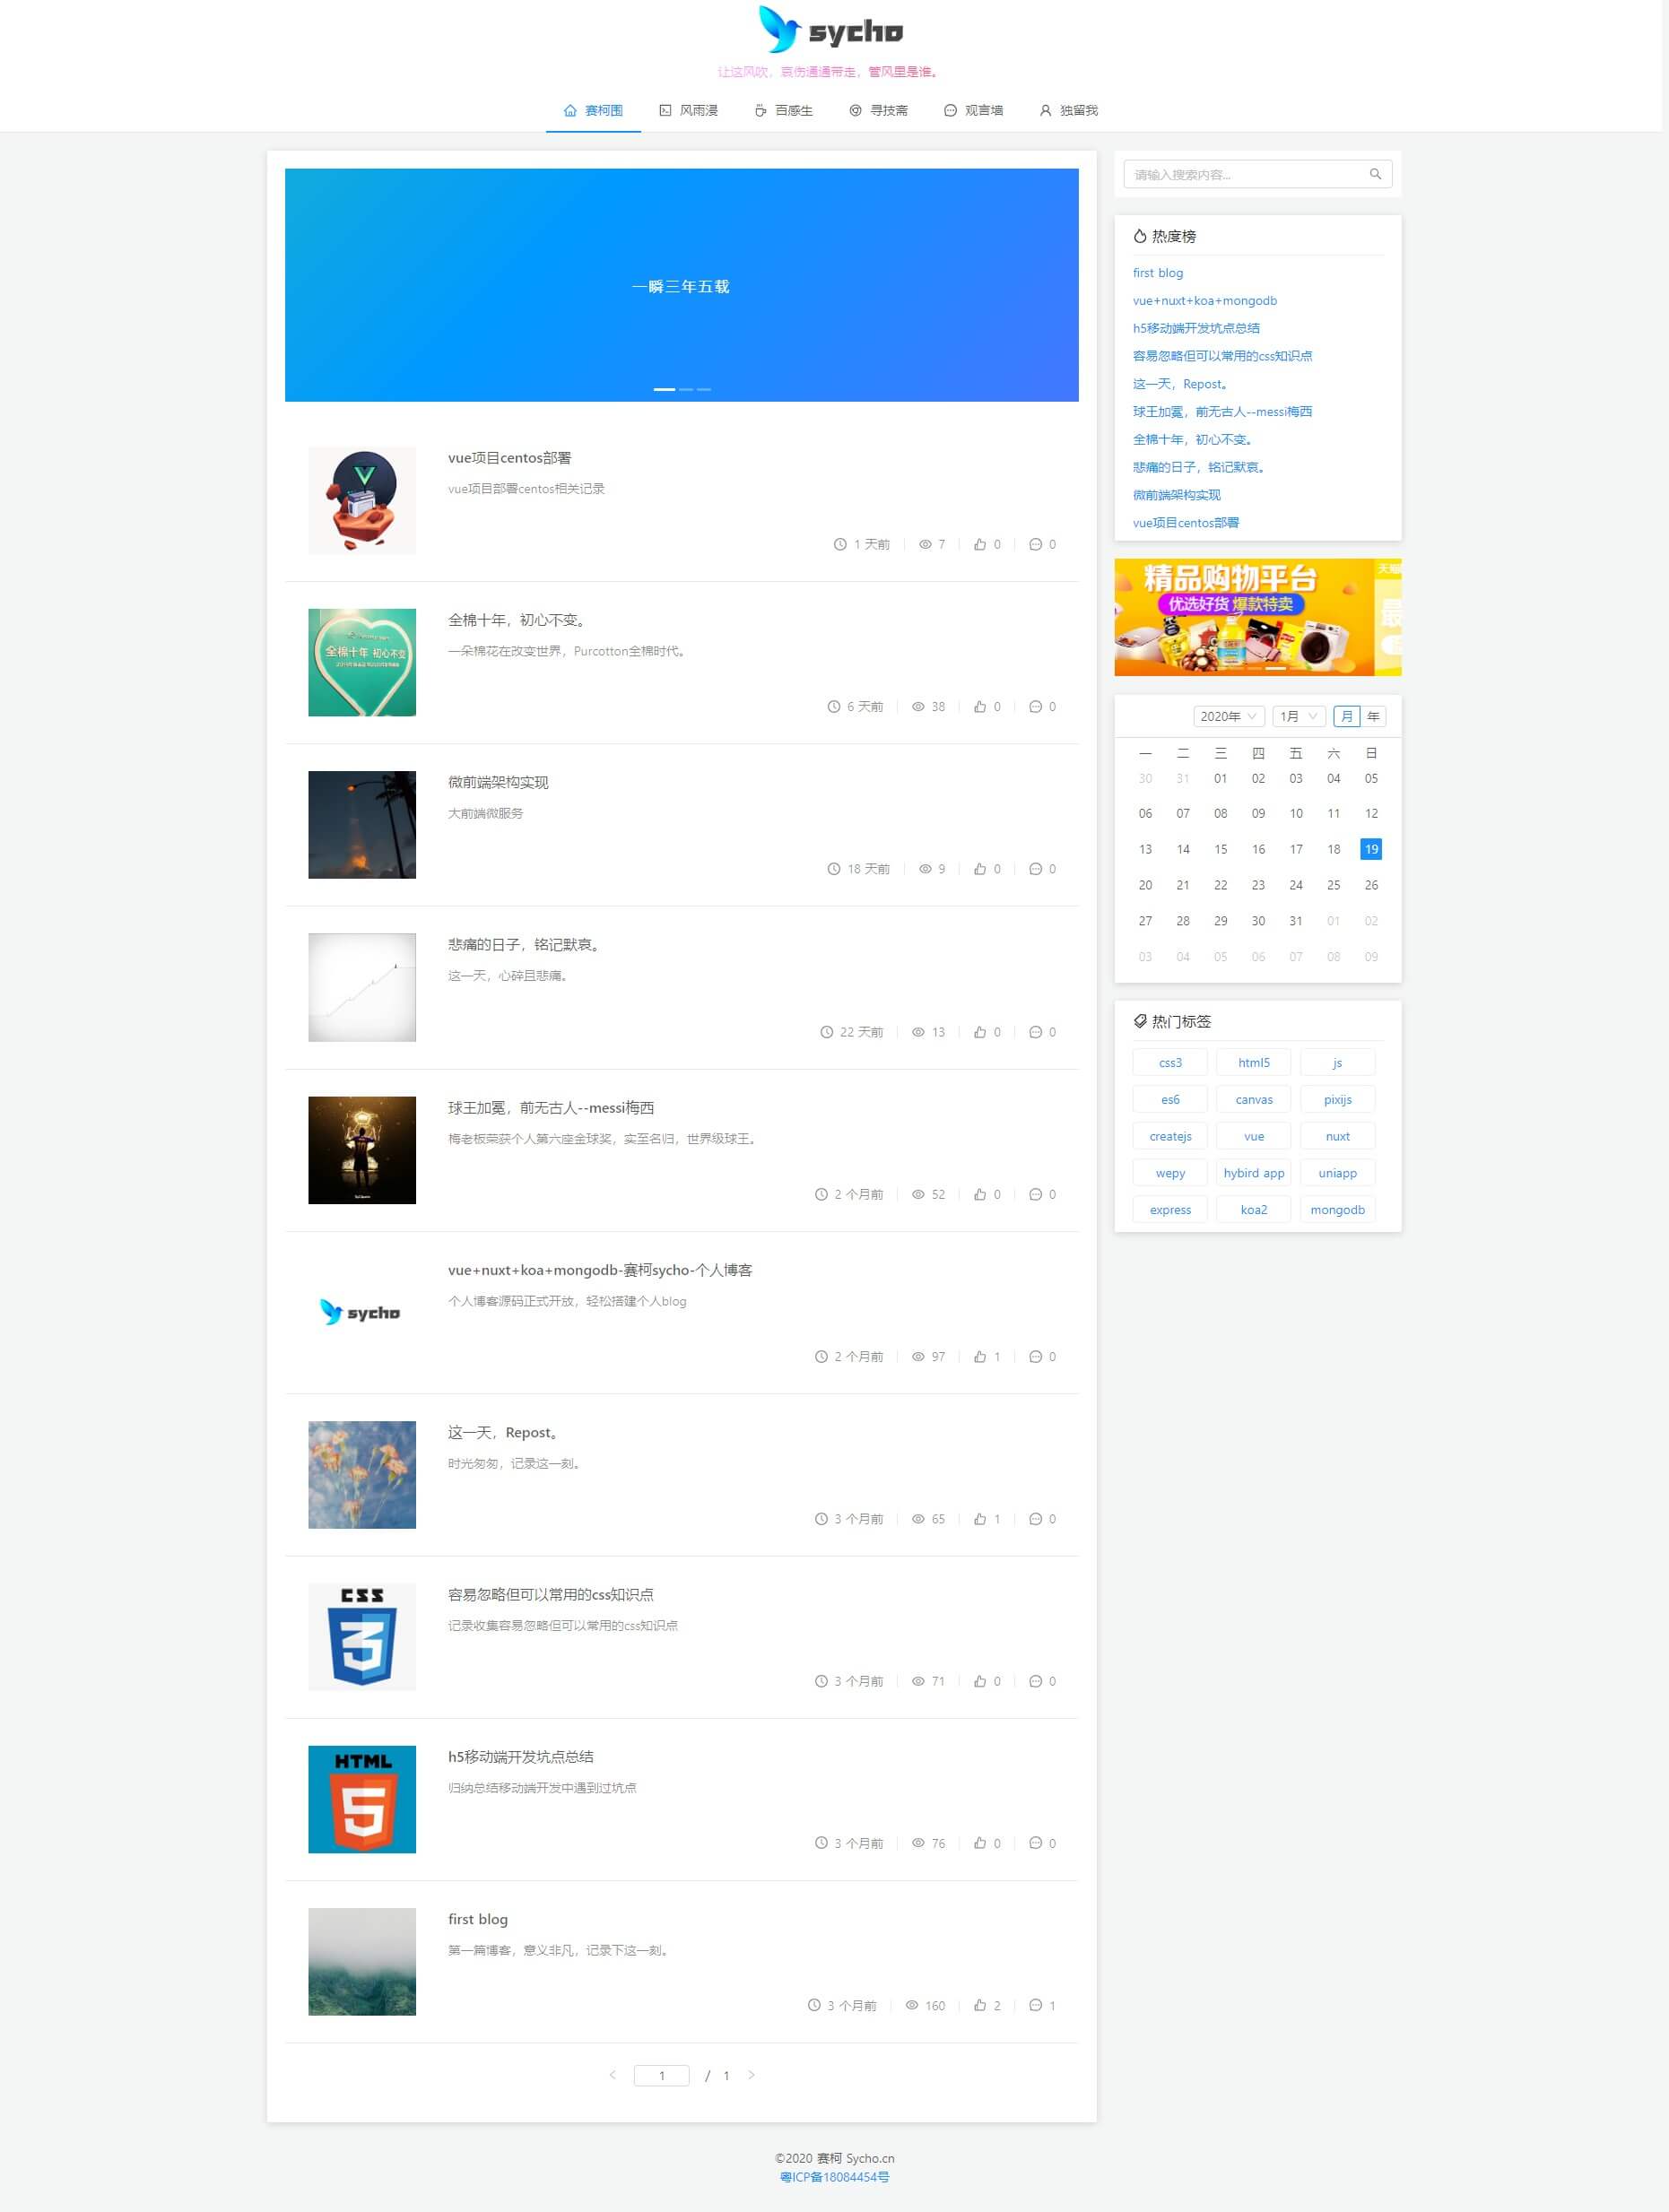 sycho
让这风吹，哀伤通通带走，管风里是谁。
赛柯围 风雨漫 百感生 寻技斋 观言墙 独留我
一瞬三年五载
vue项目centos部署
vue项目部署centos相关记录
1 天前 7 0 0
全棉十年 初心不变
全棉十年，初心不变。
一朵棉花在改变世界，Purcotton全棉时代。
6 天前 38 0 0
微前端架构实现
大前端微服务
18 天前 9 0 0
悲痛的日子，铭记默哀。
这一天，心碎且悲痛。
22 天前 13 0 0
球王加冕，前无古人--messi梅西
梅老板荣获个人第六座金球奖，实至名归，世界级球王。
2 个月前 52 0 0
sycho
vue+nuxt+koa+mongodb-赛柯sycho-个人博客
个人博客源码正式开放，轻松搭建个人blog
2 个月前 97 1 0
这一天，Repost。
时光匆匆，记录这一刻。
3 个月前 65 1 0
CSS
3
容易忽略但可以常用的css知识点
记录收集容易忽略但可以常用的css知识点
3 个月前 71 0 0
HTML
5
h5移动端开发坑点总结
归纳总结移动端开发中遇到过坑点
3 个月前 76 0 0
first blog
第一篇博客，意义非凡，记录下这一刻。
3 个月前 160 2 1
1 / 1
请输入搜索内容...
热度榜
first blog
vue+nuxt+koa+mongodb
h5移动端开发坑点总结
容易忽略但可以常用的css知识点
这一天，Repost。
球王加冕，前无古人--messi梅西
全棉十年，初心不变。
悲痛的日子，铭记默哀。
微前端架构实现
vue项目centos部署
精品购物平台
优选好货 爆款特卖
2020年 1月 月 年
一 二 三 四 五 六 日
30 31 01 02 03 04 05
06 07 08 09 10 11 12
13 14 15 16 17 18 19
20 21 22 23 24 25 26
27 28 29 30 31 01 02
03 04 05 06 07 08 09
热门标签
css3 html5 js
es6 canvas pixijs
createjs vue nuxt
wepy hybird app uniapp
express koa2 mongodb
©2020 赛柯 Sycho.cn
粤ICP备18084454号